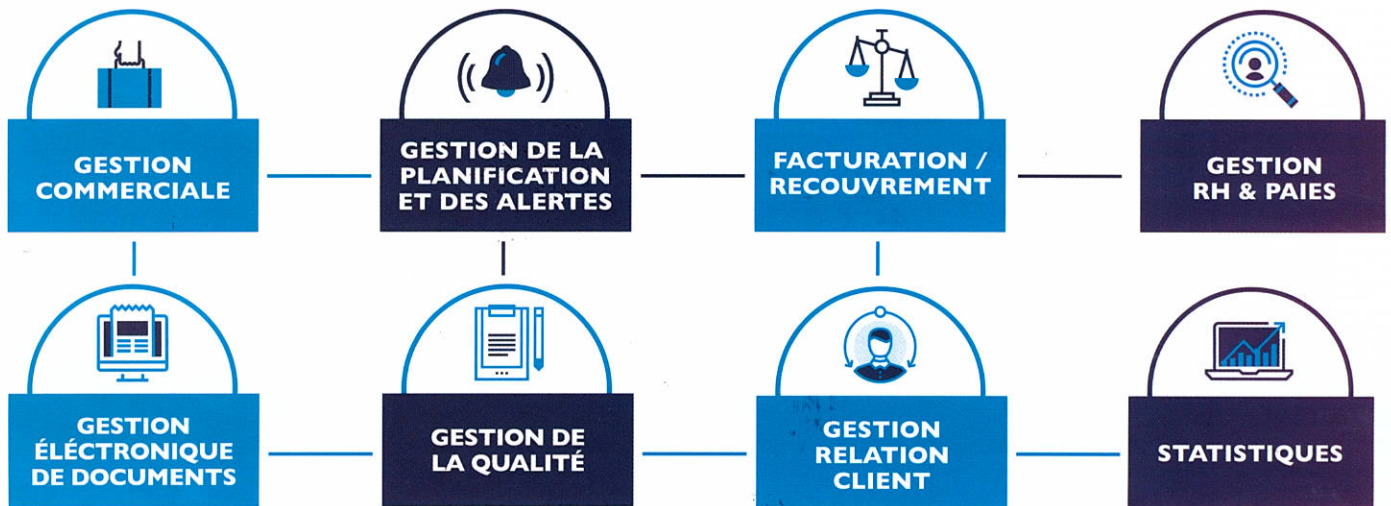 GESTION
COMMERCIALE
GESTION DE LA
PLANIFICATION
ET DES ALERTES
FACTURATION /
RECOUVREMENT
GESTION
RH & PAIES
GESTION
ÉLÉCTRONIQUE
DE DOCUMENTS
GESTION DE
LA QUALITÉ
GESTION
RELATION
CLIENT
STATISTIQUES